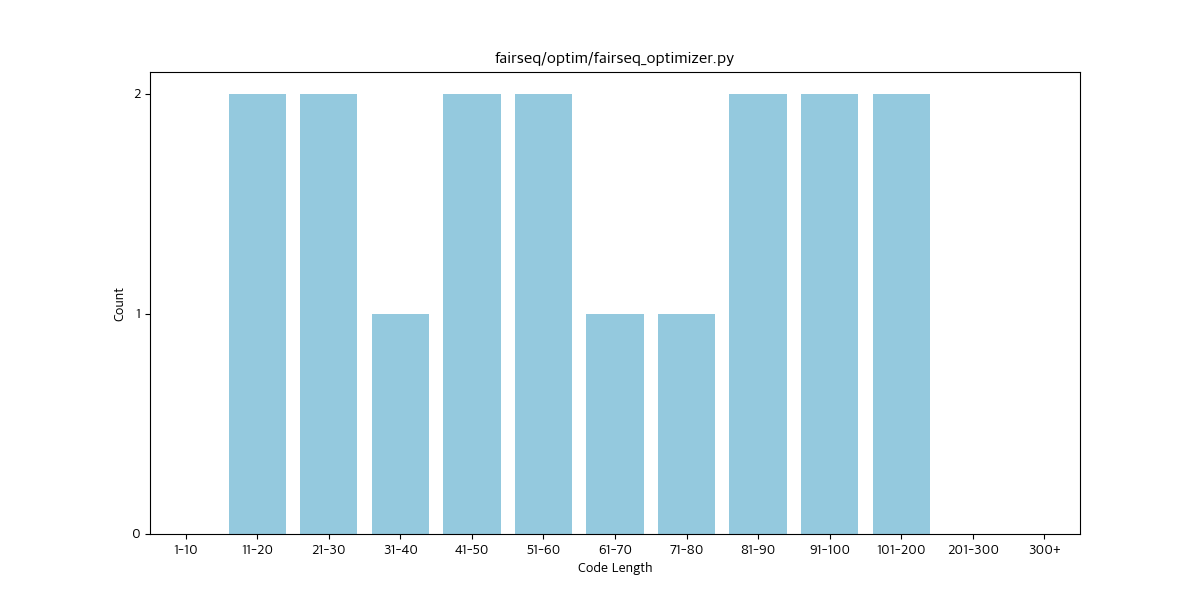 fairseq/optim/fairseq_optimizer.py
2
1
0
Count
1-10 11-20 21-30 31-40 41-50 51-60 61-70 71-80 81-90 91-100 101-200 201-300 300+
Code Length